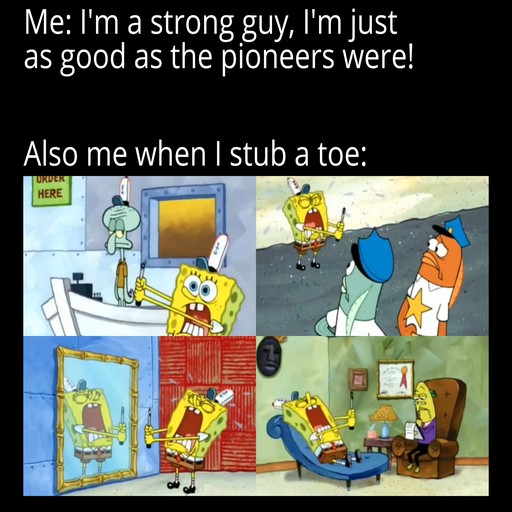 Me: I'm a strong guy, I'm just
as good as the pioneers were!
Also me when I stub a toe:
ORDER
HERE